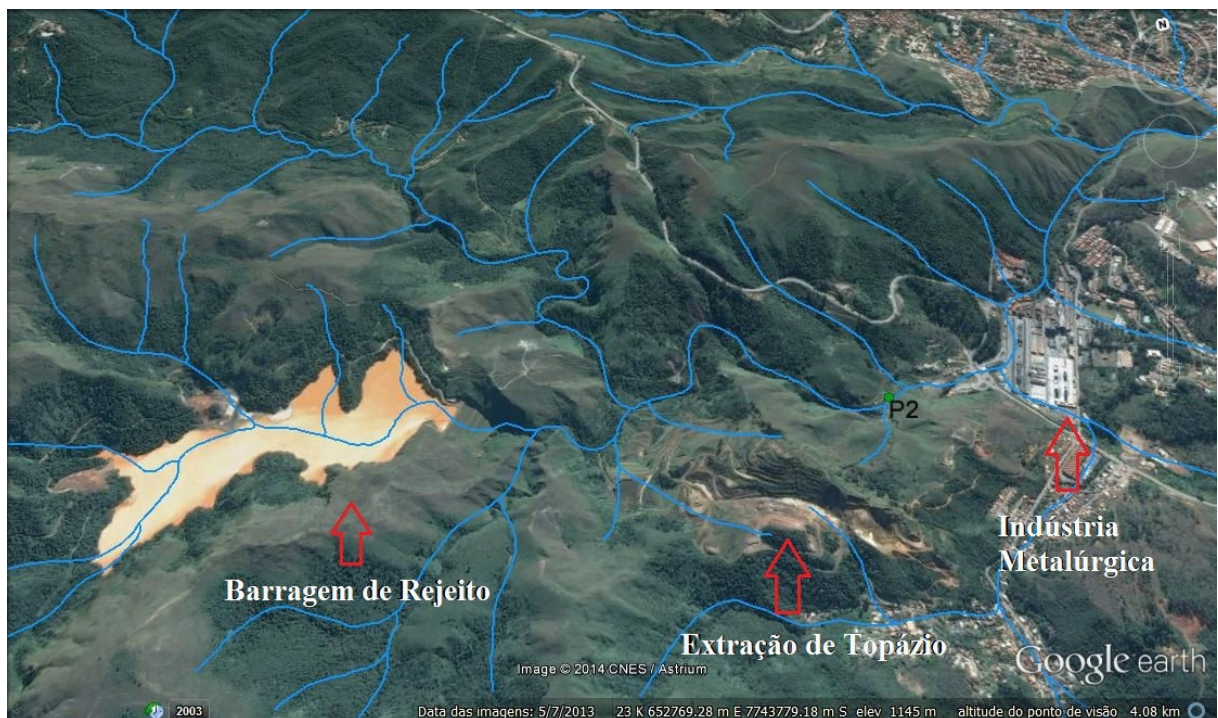 N
P2
Indústria
Metalúrgica
Barragem de Rejeito
Extração de Topázio
Image © 2014 CNES / Astrium
Google earth
2003
Data das imagens: 5/7/2013 23 K 652769.28 m E 7743779.18 m S elev 1145 m altitude do ponto de visão 4.08 km